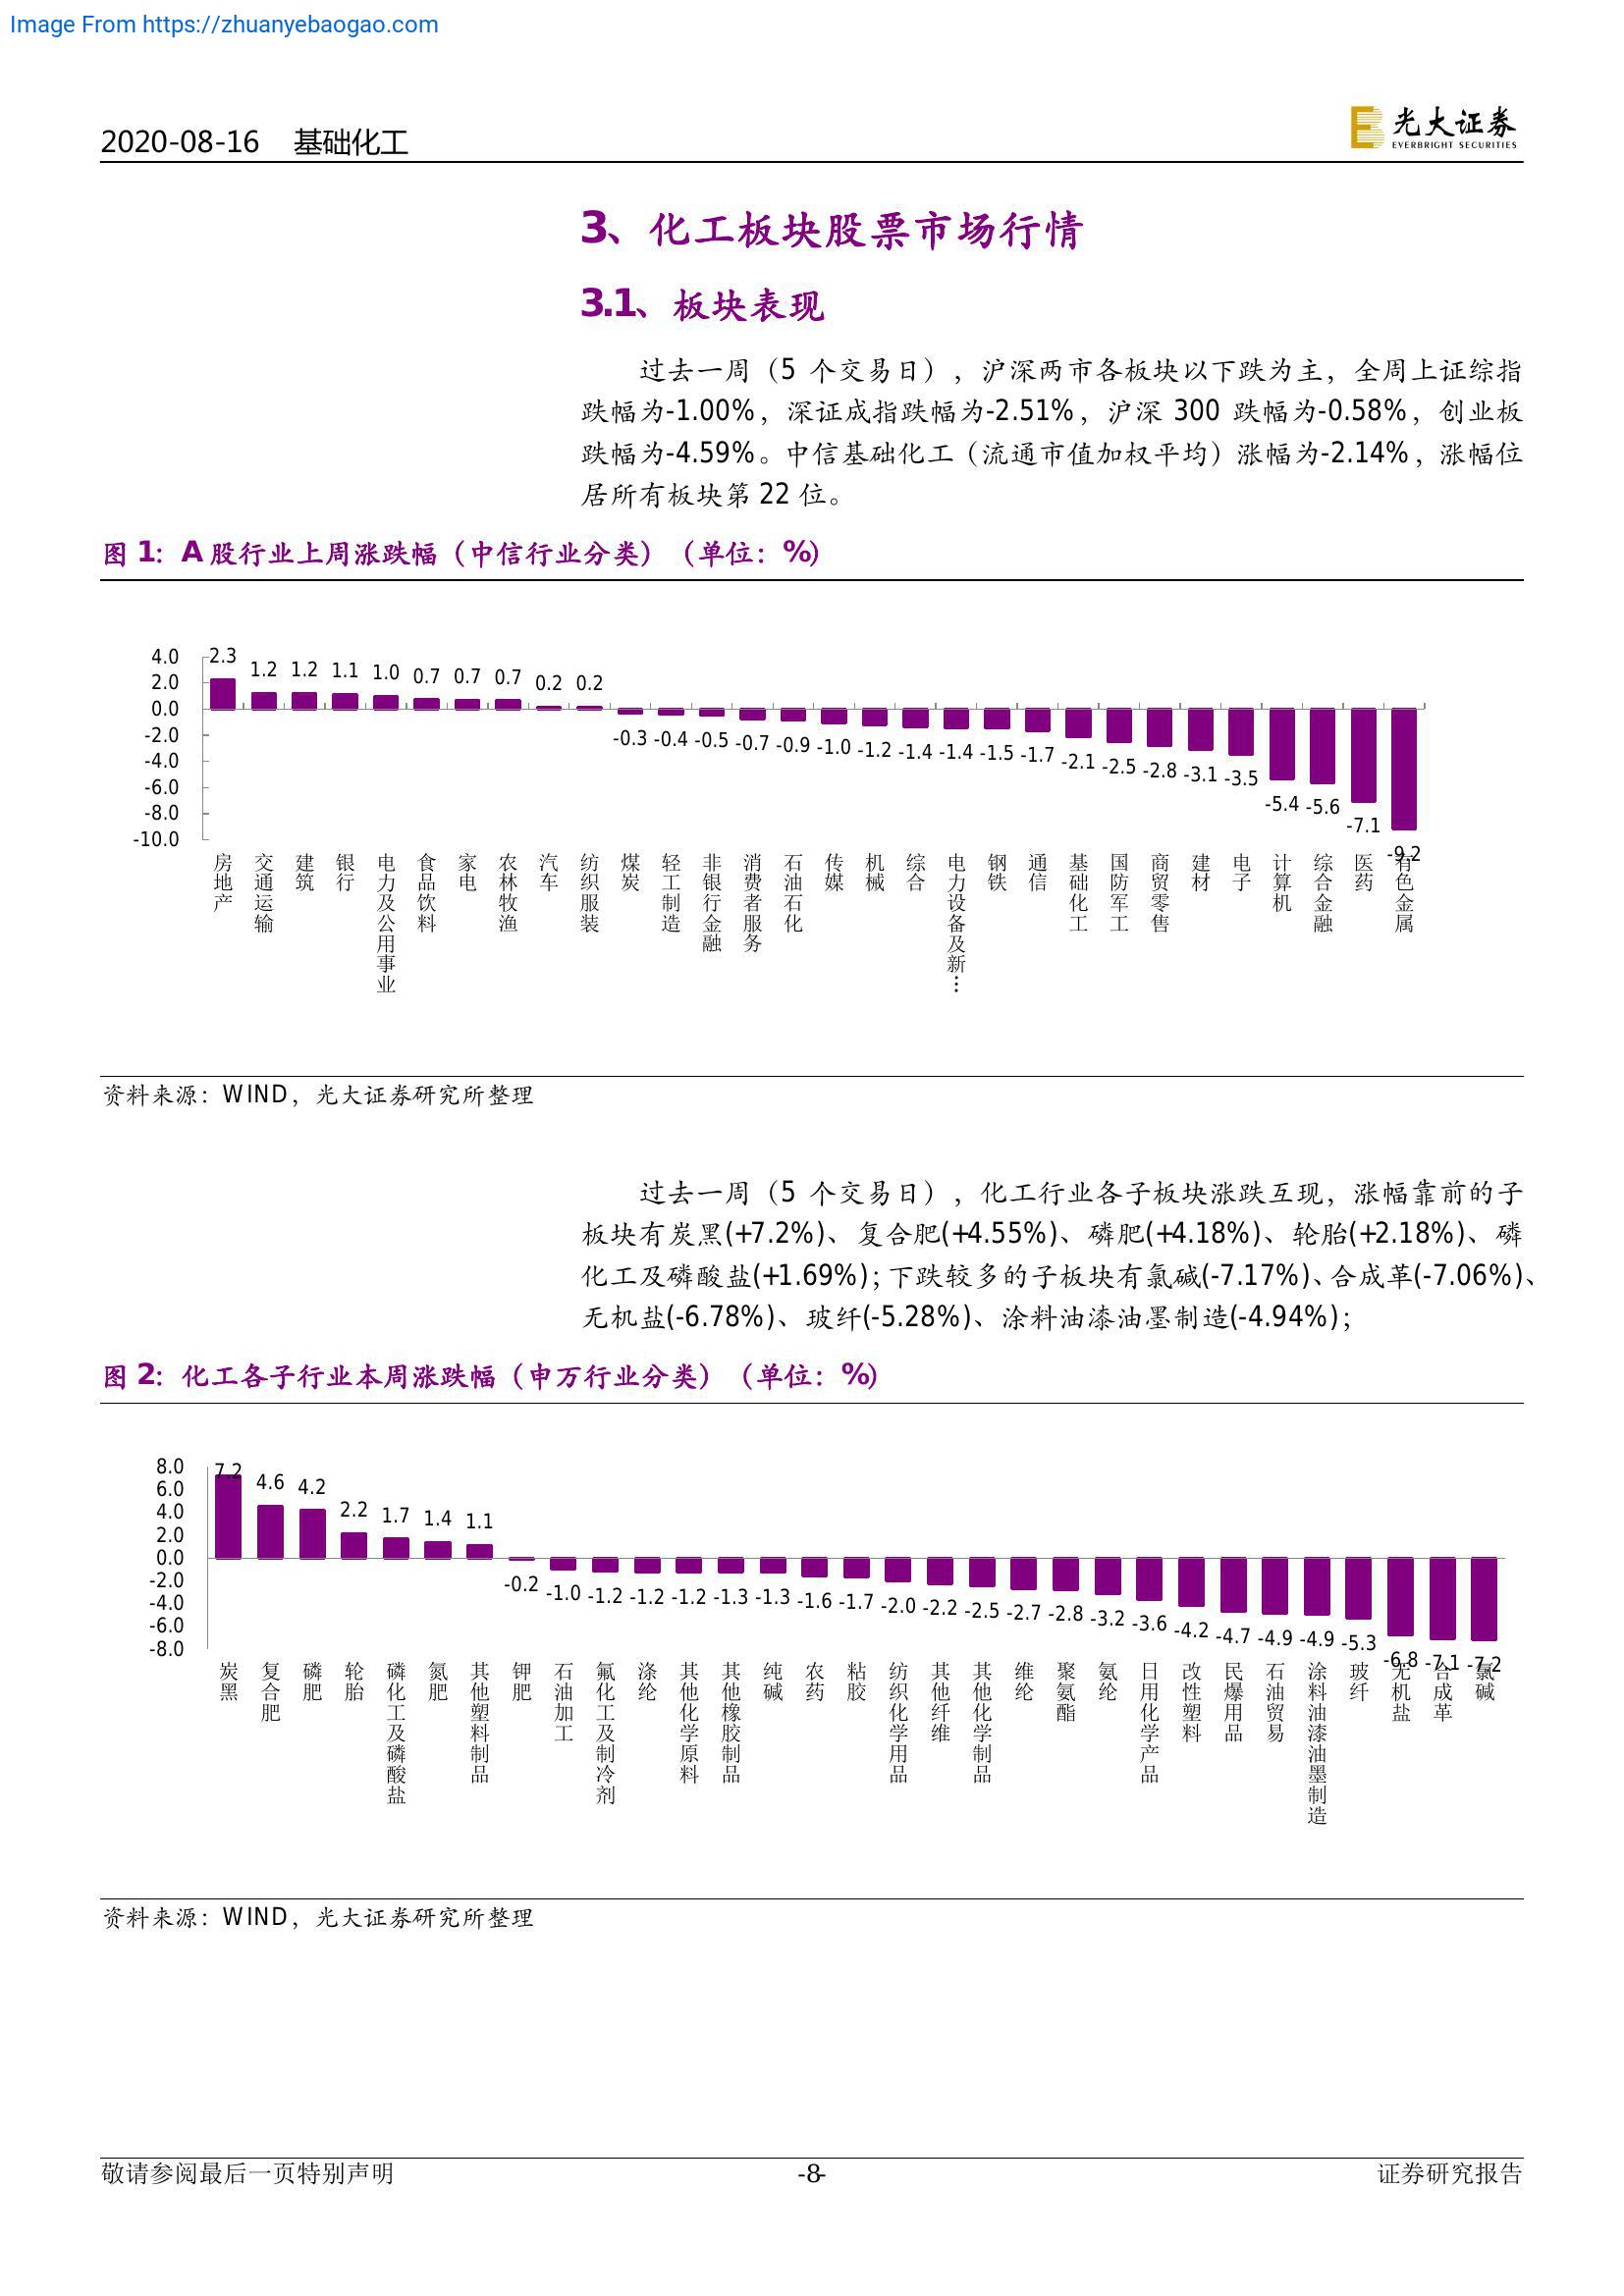 Image From https://zhuanyebaogao.com
2020-08-16 基础化工
光大证券
EVERBRIGHT SECURITIES
3、化工板块股票市场行情
3.1、板块表现
过去一周（5 个交易日），沪深两市各板块以下跌为主，全周上证综指
跌幅为-1.00%，深证成指跌幅为-2.51%，沪深 300 跌幅为-0.58%，创业板
跌幅为-4.59%。中信基础化工（流通市值加权平均）涨幅为-2.14%，涨幅位
居所有板块第 22 位。
图 1：A 股行业上周涨跌幅（中信行业分类）（单位：%）
4.0
2.0
0.0
-2.0
-4.0
-6.0
-8.0
-10.0
2.3 1.2 1.2 1.1 1.0 0.7 0.7 0.7 0.2 0.2 -0.3 -0.4 -0.5 -0.7 -0.9 -1.0 -1.2 -1.4 -1.4 -1.5 -1.7 -2.1 -2.5 -2.8 -3.1 -3.5 -5.4 -5.6 -7.1 -9.2
房地产
交通运输
建筑
银行
电力及公用事业
食品饮料
家电
农林牧渔
汽车
纺织服装
煤炭
轻工制造
非银行金融
消费者服务
石油石化
传媒
机械
综合
电力设备及新…
钢铁
通信
基础化工
国防军工
商贸零售
建材
电子
计算机
综合金融
医药
有色金属
资料来源：WIND，光大证券研究所整理
过去一周（5 个交易日），化工行业各子板块涨跌互现，涨幅靠前的子
板块有炭黑(+7.2%)、复合肥(+4.55%)、磷肥(+4.18%)、轮胎(+2.18%)、磷
化工及磷酸盐(+1.69%)；下跌较多的子板块有氯碱(-7.17%)、合成革(-7.06%)、
无机盐(-6.78%)、玻纤(-5.28%)、涂料油漆油墨制造(-4.94%)；
图 2：化工各子行业本周涨跌幅（申万行业分类）（单位：%）
8.0
6.0
4.0
2.0
0.0
-2.0
-4.0
-6.0
-8.0
7.2 4.6 4.2 2.2 1.7 1.4 1.1 -0.2 -1.0 -1.2 -1.2 -1.2 -1.3 -1.3 -1.6 -1.7 -2.0 -2.2 -2.5 -2.7 -2.8 -3.2 -3.6 -4.2 -4.7 -4.9 -4.9 -5.3 -6.8 -7.1 -7.2
炭黑
复合肥
磷肥
轮胎
磷化工及磷酸盐
氮肥
其他塑料制品
钾肥
石油加工
氟化工及制冷剂
涤纶
其他化学原料
其他橡胶制品
纯碱
农药
粘胶
纺织化学用品
其他纤维
其他化学制品
维纶
聚氨酯
氨纶
日用化学产品
改性塑料
民爆用品
石油贸易
涂料油漆油墨制造
玻纤
无机盐
合成革
氯碱
资料来源：WIND，光大证券研究所整理
敬请参阅最后一页特别声明
-8-
证券研究报告